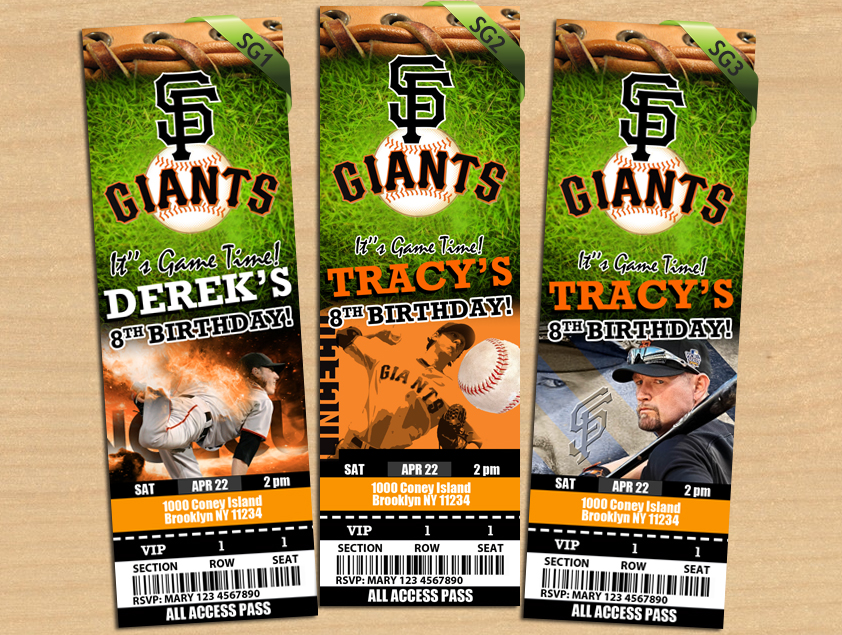 SG1
SF
GIANTS
It''s Game Time!
DEREK'S
8TH BIRTHDAY!
SAT APR 22 2 pm
1000 Coney Island
Brooklyn NY 11234
VIP 1 1
SECTION ROW SEAT
RSVP: MARY 123 4567890
ALL ACCESS PASS
SG2
SF
GIANTS
It''s Game Time!
TRACY'S
8TH BIRTHDAY!
LINCECU
GIANTS
SAT APR 22 2 pm
1000 Coney Island
Brooklyn NY 11234
VIP 1 1
SECTION ROW SEAT
RSVP: MARY 123 4567890
ALL ACCESS PASS
SG3
SF
GIANTS
It''s Game Time!
TRACY'S
8TH BIRTHDAY!
SF
SAT APR 22 2 pm
1000 Coney Island
Brooklyn NY 11234
VIP 1 1
SECTION ROW SEAT
RSVP: MARY 123 4567890
ALL ACCESS PASS